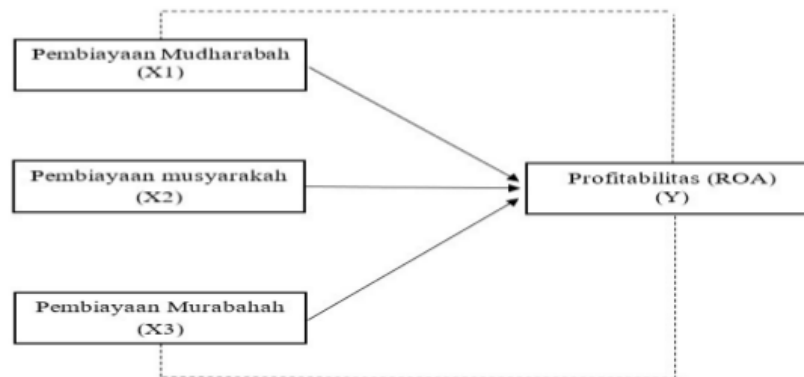 Pembiayaan Mudharabah
(X1)
Pembiayaan musyarakah
(X2)
Profitabilitas (ROA)
(Y)
Pembiayaan Murabahah
(X3)